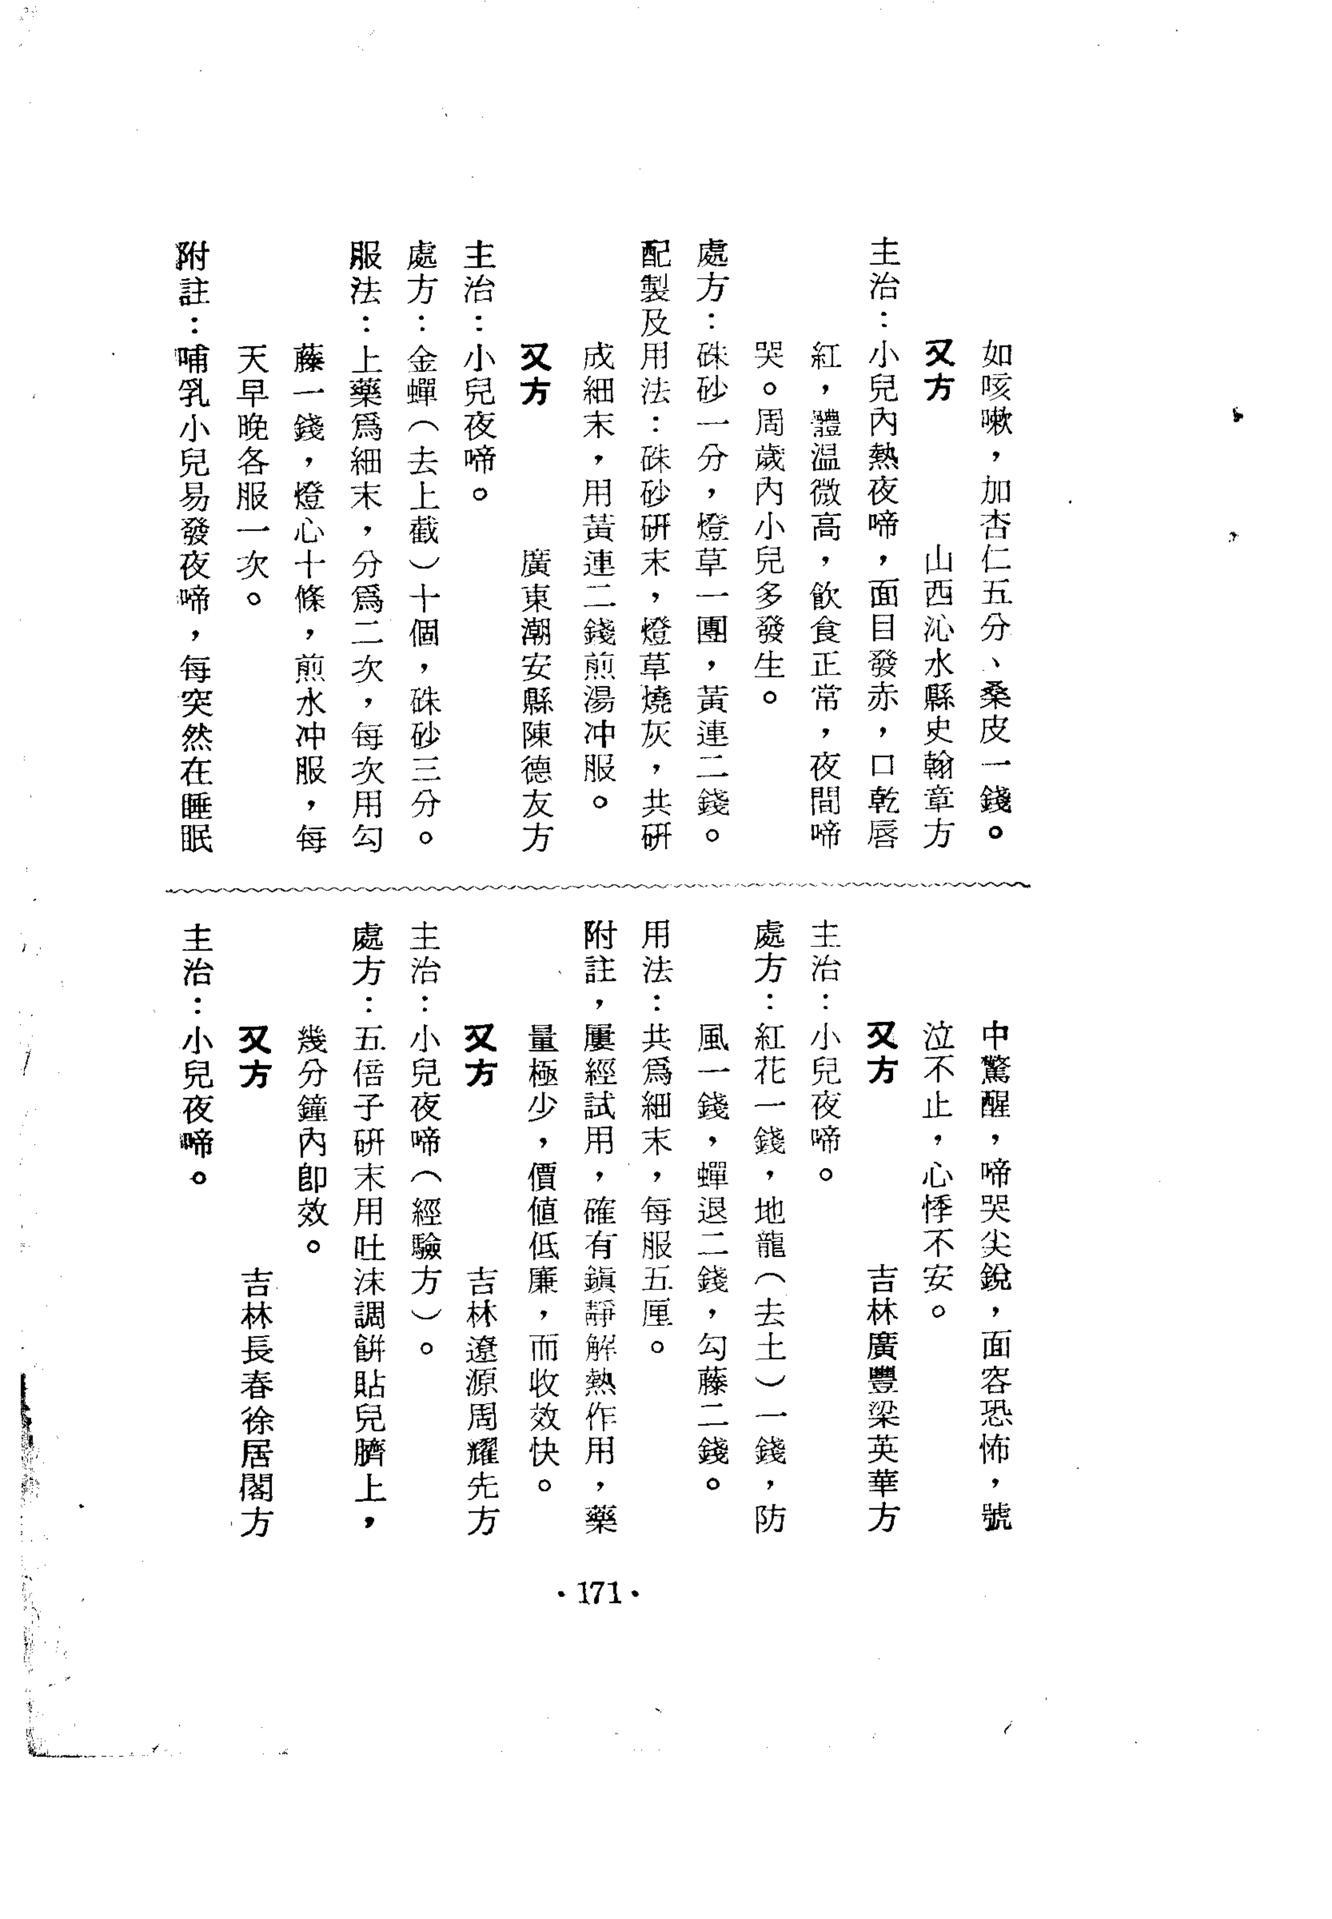 如咳嗽，加杏仁五分、桑皮一錢。
又方　山西沁水縣史翰章方
主治：小兒內熱夜啼，面目發赤，口乾唇
紅，體温微高，飲食正常，夜間啼
哭。周歲內小兒多發生。
處方：硃砂一分，燈草一團，黃連二錢。
配製及用法：硃砂研末，燈草燒灰，共研
成細末，用黃連二錢煎湯冲服。
又方　廣東潮安縣陳德友方
主治：小兒夜啼。
處方：金蟬（去上截）十個，硃砂三分。
服法：上藥爲細末，分爲二次，每次用勾
藤一錢，燈心十條，煎水冲服，每
天早晚各服一次。
附註：哺乳小兒易發夜啼，每突然在睡眠
中驚醒，啼哭尖銳，面容恐怖，號
泣不止，心悸不安。
又方　吉林廣豐梁英華方
主治：小兒夜啼。
處方：紅花一錢，地龍（去土）一錢，防
風一錢，蟬退二錢，勾藤二錢。
用法：共爲細末，每服五厘。
附註，屢經試用，確有鎭靜解熱作用，藥
量極少，價値低廉，而收效快。
又方　吉林遼源周耀先方
主治：小兒夜啼（經驗方）。
處方：五倍子研末用吐沫調餅貼兒臍上，
幾分鐘內卽效。
又方　吉林長春徐居閣方
主治：小兒夜啼。
·171·